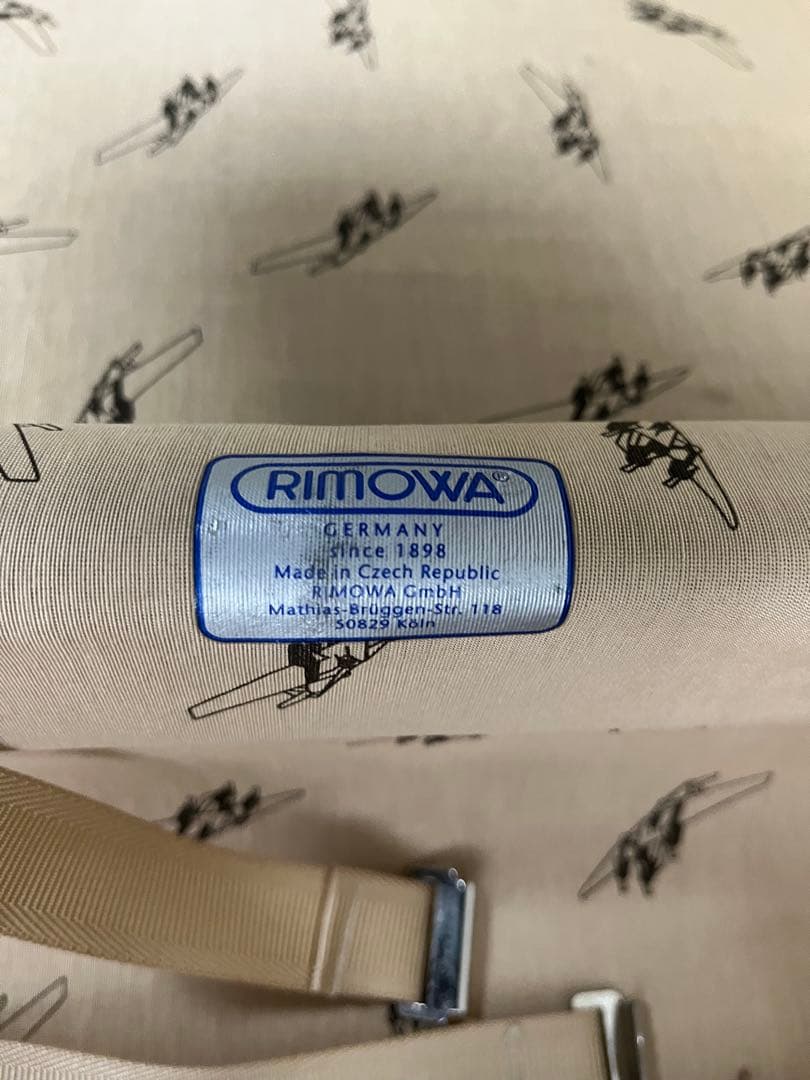 RIMOWA®
GERMANY
since 1898
Made in Czech Republic
RIMOWA GmbH
Mathias-Brüggen-Str. 118
50829 Köln